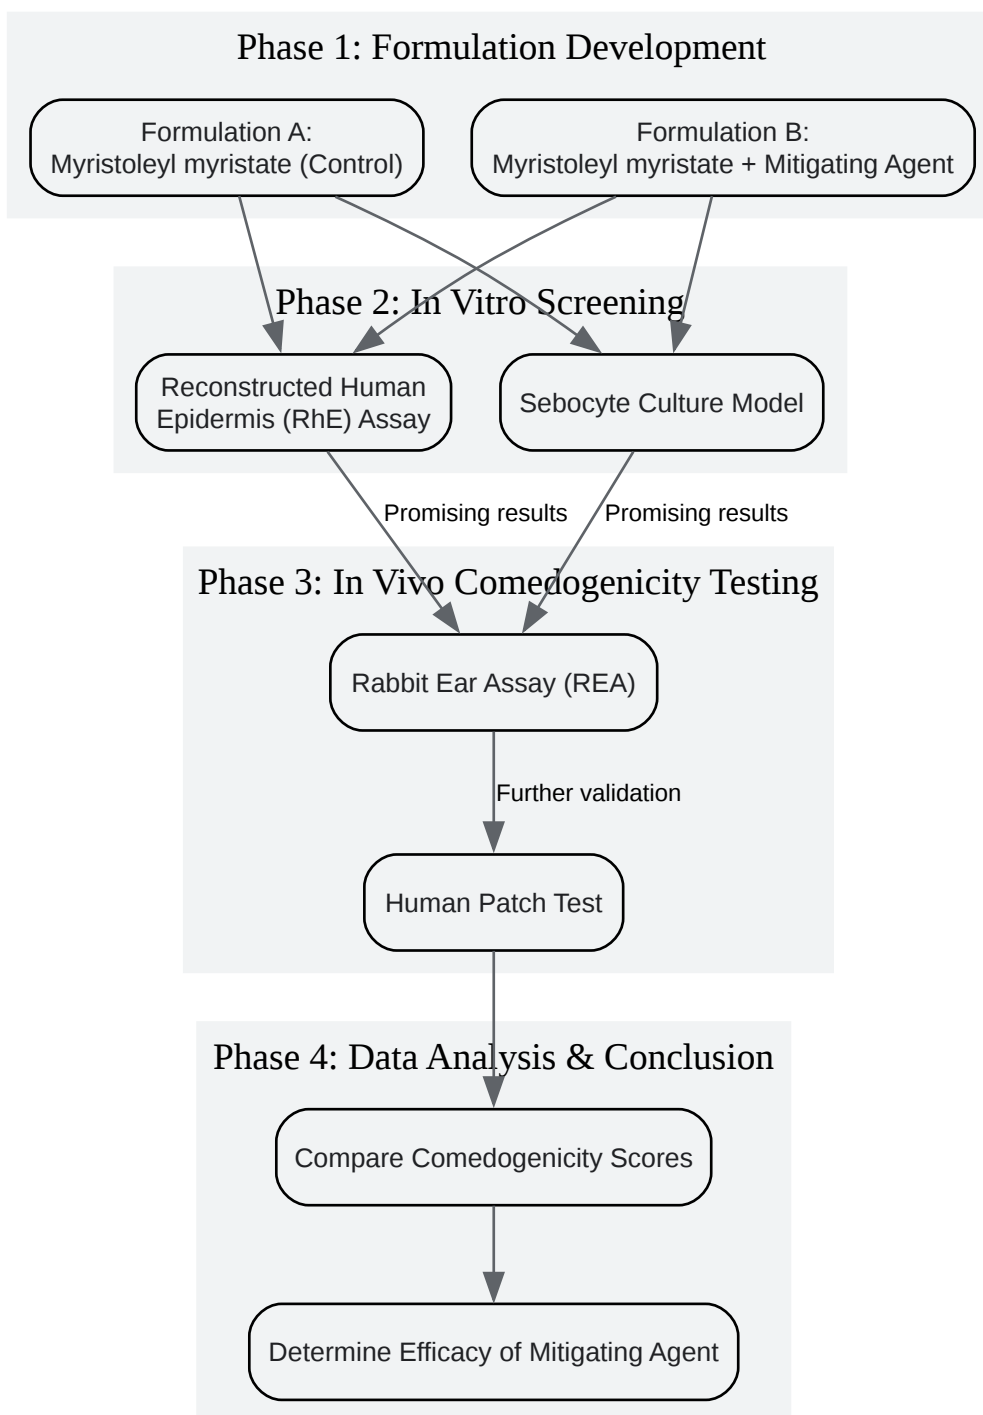 Phase 1: Formulation Development
Formulation A:
Myristoleyl myristate (Control)
Formulation B:
Myristoleyl myristate + Mitigating Agent
Phase 2: In Vitro Screening
Reconstructed Human
Epidermis (RhE) Assay
Sebocyte Culture Model
Promising results
Promising results
Phase 3: In Vivo Comedogenicity Testing
Rabbit Ear Assay (REA)
Further validation
Human Patch Test
Phase 4: Data Analysis & Conclusion
Compare Comedogenicity Scores
Determine Efficacy of Mitigating Agent